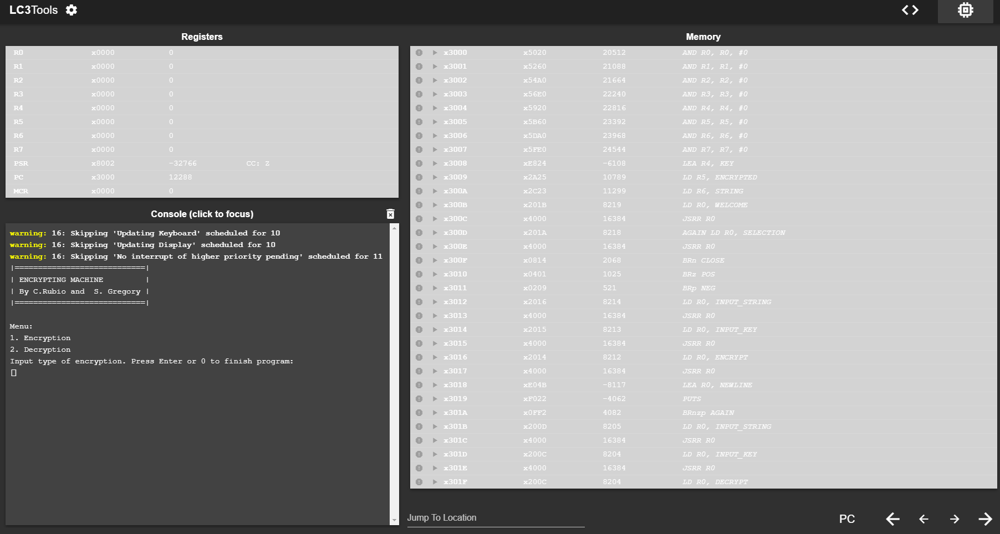 LC3Tools
Registers
R0 x0000 0
R1 x0000 0
R2 x0000 0
R3 x0000 0
R4 x0000 0
R5 x0000 0
R6 x0000 0
R7 x0000 0
PSR x8002 -32766 CC: Z
PC x3000 12288
MCR x0000 0
Console (click to focus)
warning: 16: Skipping 'Updating Keyboard' scheduled for 10
warning: 16: Skipping 'Updating Display' scheduled for 10
warning: 16: Skipping 'No interrupt of higher priority pending' scheduled for 11
|============================|
| ENCRYPTING MACHINE         |
| By C.Rubio and  S. Gregory |
|============================|
Menu:
1. Encryption
2. Decryption
Input type of encryption. Press Enter or 0 to finish program:
Memory
x3000 x5020 20512 AND R0, R0, #0
x3001 x5260 21088 AND R1, R1, #0
x3002 x54A0 21664 AND R2, R2, #0
x3003 x56E0 22240 AND R3, R3, #0
x3004 x5920 22816 AND R4, R4, #0
x3005 x5B60 23392 AND R5, R5, #0
x3006 x5DA0 23968 AND R6, R6, #0
x3007 x5FE0 24544 AND R7, R7, #0
x3008 xE824 -6108 LEA R4, KEY
x3009 x2A25 10789 LD R5, ENCRYPTED
x300A x2C23 11299 LD R6, STRING
x300B x201B 8219 LD R0, WELCOME
x300C x4000 16384 JSRR R0
x300D x201A 8218 AGAIN LD R0, SELECTION
x300E x4000 16384 JSRR R0
x300F x0814 2068 BRn CLOSE
x3010 x0401 1025 BRz POS
x3011 x0209 521 BRp NEG
x3012 x2016 8214 LD R0, INPUT_STRING
x3013 x4000 16384 JSRR R0
x3014 x2015 8213 LD R0, INPUT_KEY
x3015 x4000 16384 JSRR R0
x3016 x2014 8212 LD R0, ENCRYPT
x3017 x4000 16384 JSRR R0
x3018 xE04B -8117 LEA R0, NEWLINE
x3019 xF022 -4062 PUTS
x301A x0FF2 4082 BRnzp AGAIN
x301B x200D 8205 LD R0, INPUT_STRING
x301C x4000 16384 JSRR R0
x301D x200C 8204 LD R0, INPUT_KEY
x301E x4000 16384 JSRR R0
x301F x200C 8204 LD R0, DECRYPT
Jump To Location
PC